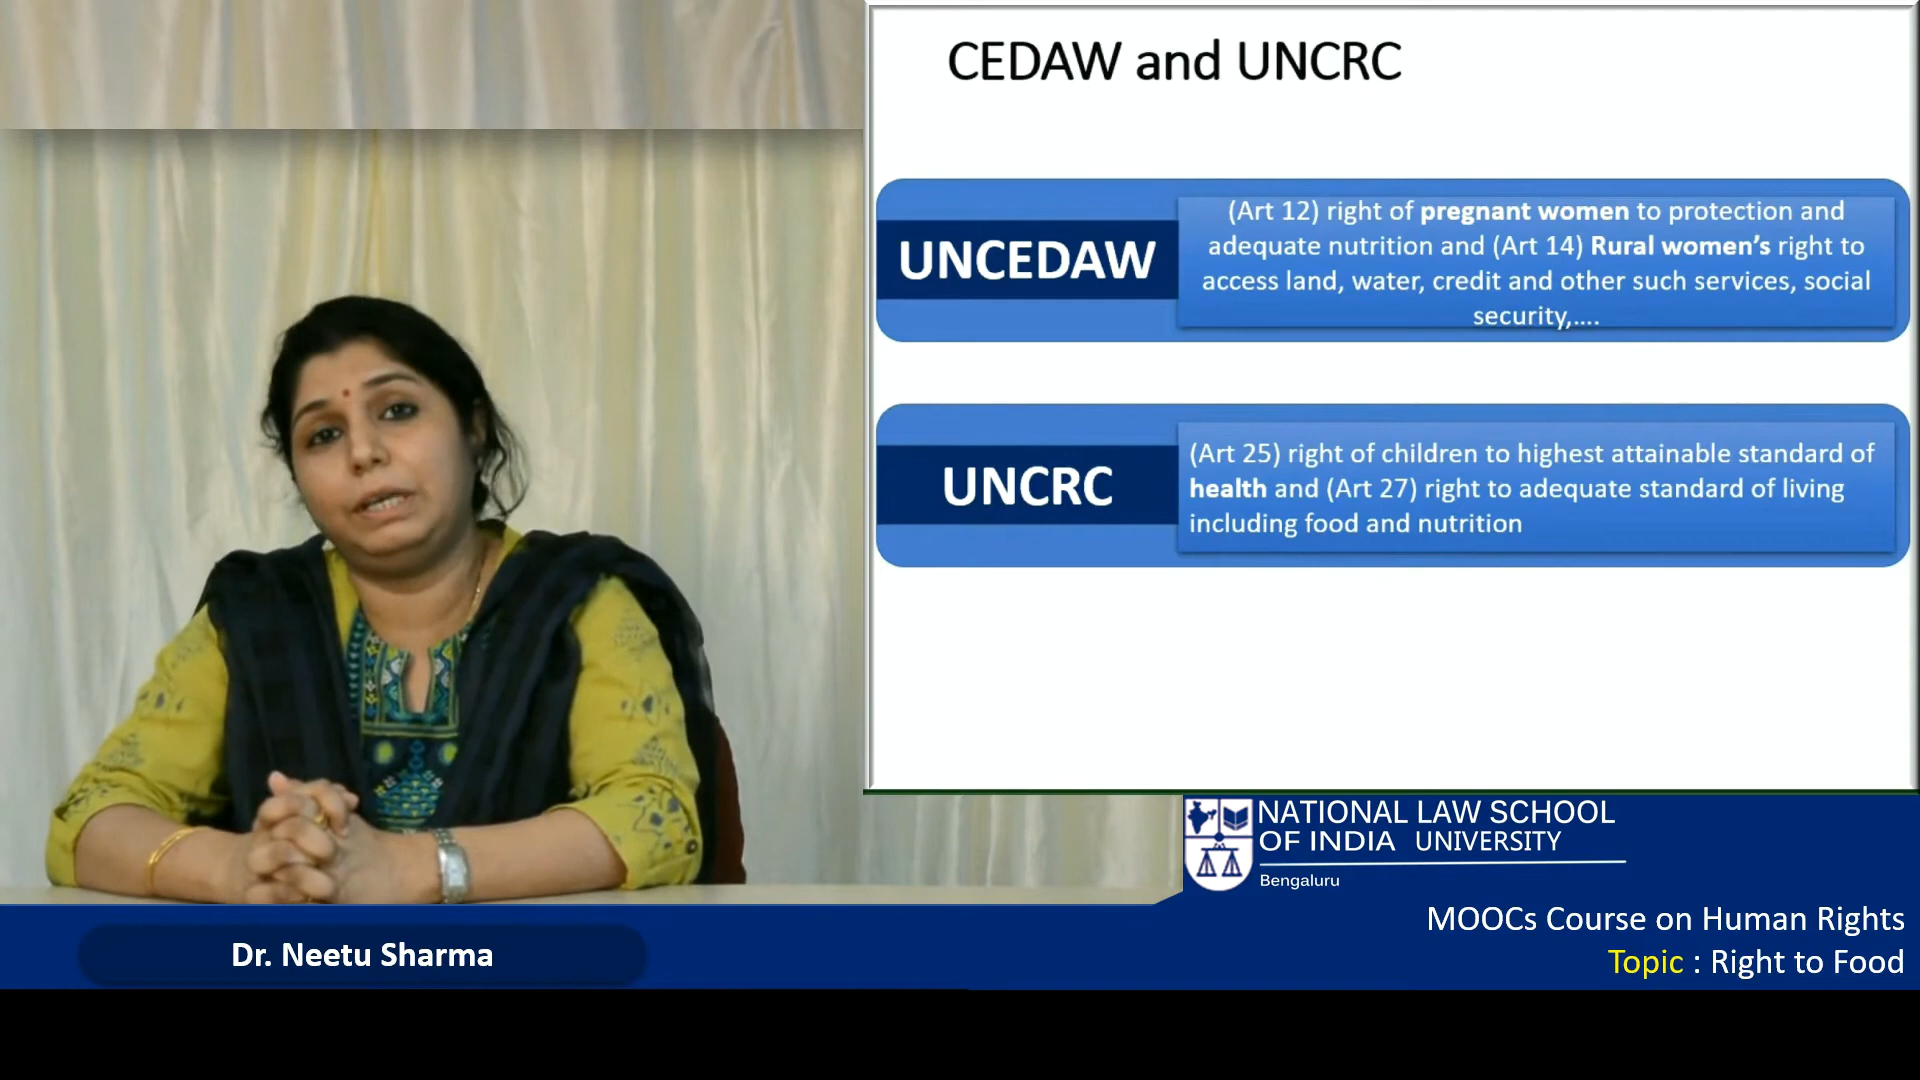 CEDAW and UNCRC
UNCEDAW
(Art 12) right of pregnant women to protection and
adequate nutrition and (Art 14) Rural women’s right to
access land, water, credit and other such services, social
security,....
UNCRC
(Art 25) right of children to highest attainable standard of
health and (Art 27) right to adequate standard of living
including food and nutrition
NATIONAL LAW SCHOOL
OF INDIA UNIVERSITY
Bengaluru
MOOCs Course on Human Rights
Topic : Right to Food
Dr. Neetu Sharma